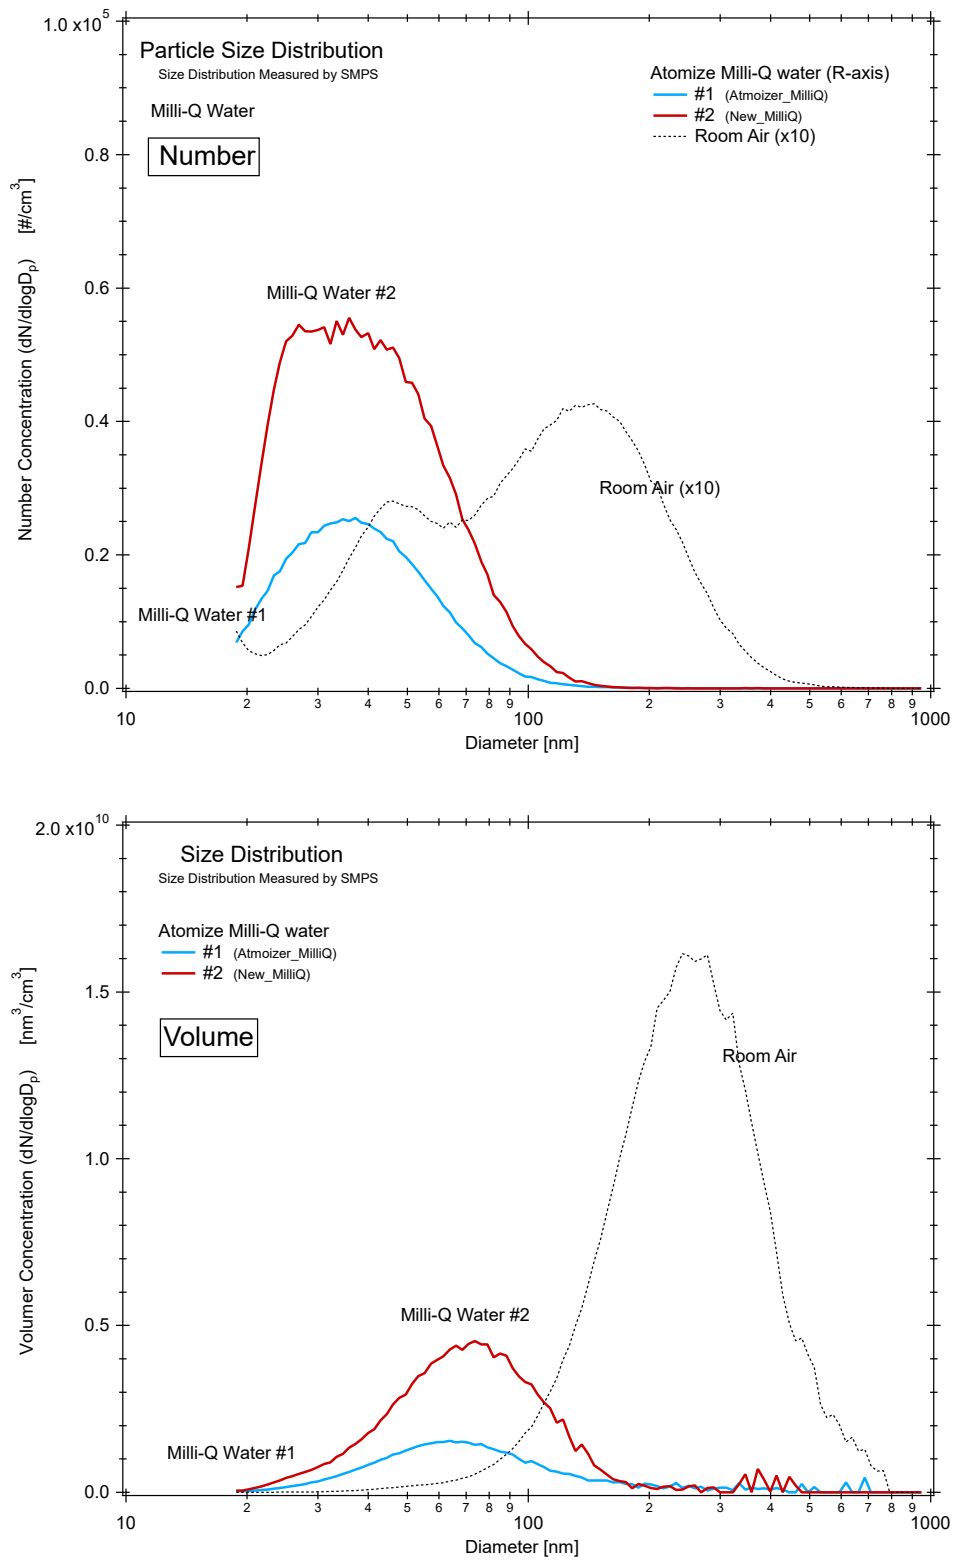 1.0 x10^5
Particle Size Distribution
Size Distribution Measured by SMPS
Milli-Q Water
Number
Atomize Milli-Q water (R-axis)
#1 (Atmoizer_MilliQ)
#2 (New_MilliQ)
Room Air (x10)
0.8
0.6
0.4
0.2
0.0
Number Concentration (dN/dlogDp) [#/cm^3]
Milli-Q Water #2
Room Air (x10)
Milli-Q Water #1
2 3 4 5 6 7 8 9 2 3 4 5 6 7 8 9
10 100 1000
Diameter [nm]
2.0 x10^10
Size Distribution
Size Distribution Measured by SMPS
Atomize Milli-Q water
#1 (Atmoizer_MilliQ)
#2 (New_MilliQ)
Volume
1.5
1.0
0.5
0.0
Volumer Concentration (dN/dlogDp) [nm^3/cm^3]
Room Air
Milli-Q Water #2
Milli-Q Water #1
2 3 4 5 6 7 8 9 2 3 4 5 6 7 8 9
10 100 1000
Diameter [nm]